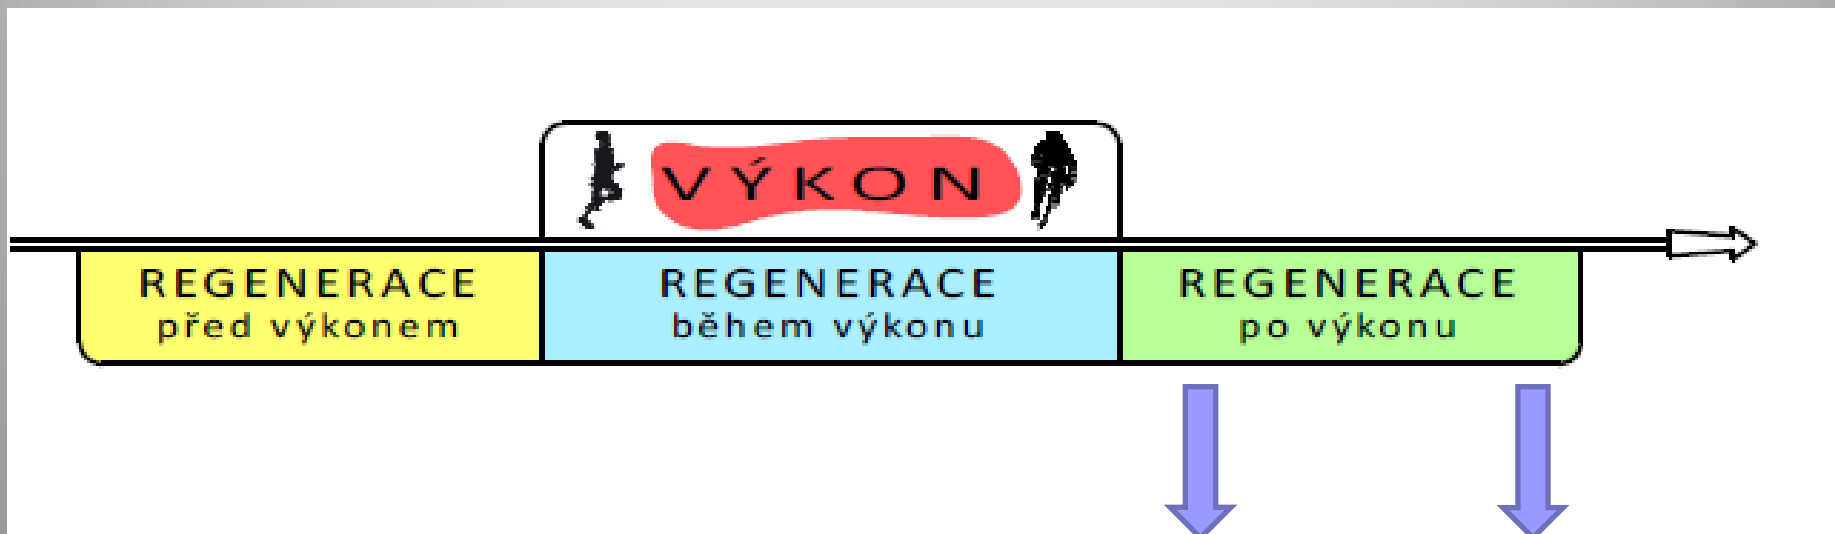 VÝKON
REGENERACE
před výkonem
REGENERACE
během výkonu
REGENERACE
po výkonu